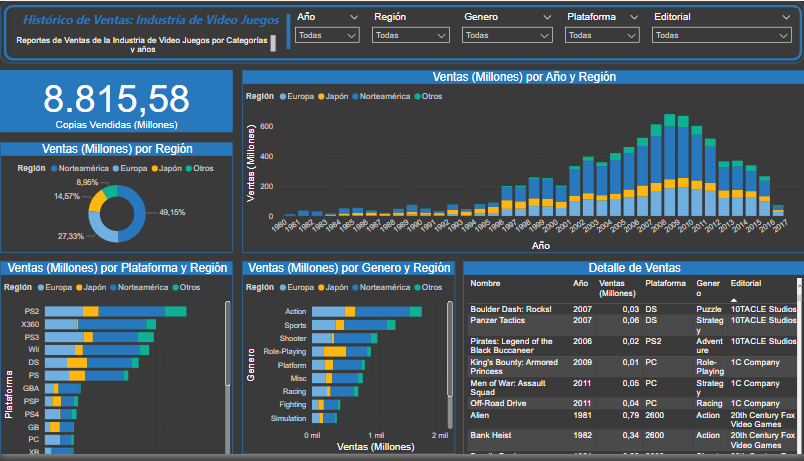 Histórico de Ventas: Industria de Video Juegos
Reportes de Ventas de la Industria de Video Juegos por Categorías
y años
Año
Región
Genero
Plataforma
Editorial
Todas
Todas
Todas
Todas
Todas
8.815,58
Copias Vendidas (Millones)
Ventas (Millones) por Región
Región Norteamérica Europa Japón Otros
8,95%
14,57%
27,33%
49,15%
Ventas (Millones) por Año y Región
Región Europa Japón Norteamérica Otros
Ventas (Millones)
600
400
200
0
1980 1981 1982 1983 1984 1985 1986 1987 1988 1989 1990 1991 1992 1993 1994 1995 1996 1997 1998 1999 2000 2001 2002 2003 2004 2005 2006 2007 2008 2009 2010 2011 2012 2013 2014 2015 2016 2017
Año
Ventas (Millones) por Plataforma y Región
Región Europa Japón Norteamérica Otros
Plataforma
PS2
X360
PS3
Wii
DS
PS
GBA
PSP
PS4
GB
PC
XB
Ventas (Millones) por Genero y Región
Región Europa Japón Norteamérica Otros
Genero
Action
Sports
Shooter
Role-Playing
Platform
Misc
Racing
Fighting
Simulation
0 mil 1 mil 2 mil
Ventas (Millones)
Detalle de Ventas
Nombre Año Ventas (Millones) Plataforma Genero Editorial
Boulder Dash: Rocks! 2007 0,03 DS Puzzle 10TACLE Studios
Panzer Tactics 2007 0,06 DS Strategy 10TACLE Studios
Pirates: Legend of the Black Buccaneer 2006 0,02 PS2 Adventure 10TACLE Studios
King's Bounty: Armored Princess 2009 0,01 PC Role-Playing 1C Company
Men of War: Assault Squad 2011 0,05 PC Strategy 1C Company
Off-Road Drive 2011 0,04 PC Racing 1C Company
Alien 1981 0,79 2600 Action 20th Century Fox Video Games
Bank Heist 1982 0,34 2600 Action 20th Century Fox Video Games